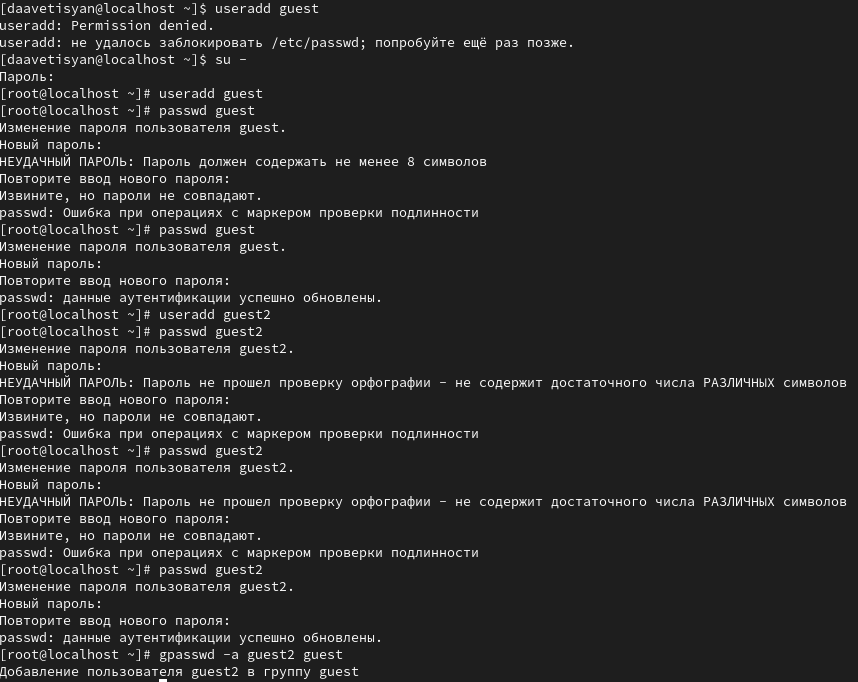 [daavetisyan@localhost ~]$ useradd guest
useradd: Permission denied.
useradd: не удалось заблокировать /etc/passwd; попробуйте ещё раз позже.
[daavetisyan@localhost ~]$ su -
Пароль:
[root@localhost ~]# useradd guest
[root@localhost ~]# passwd guest
Изменение пароля пользователя guest.
Новый пароль:
НЕУДАЧНЫЙ ПАРОЛЬ: Пароль должен содержать не менее 8 символов
Повторите ввод нового пароля:
Извините, но пароли не совпадают.
passwd: Ошибка при операциях с маркером проверки подлинности
[root@localhost ~]# passwd guest
Изменение пароля пользователя guest.
Новый пароль:
Повторите ввод нового пароля:
passwd: данные аутентификации успешно обновлены.
[root@localhost ~]# useradd guest2
[root@localhost ~]# passwd guest2
Изменение пароля пользователя guest2.
Новый пароль:
НЕУДАЧНЫЙ ПАРОЛЬ: Пароль не прошел проверку орфографии - не содержит достаточного числа РАЗЛИЧНЫХ символов
Повторите ввод нового пароля:
Извините, но пароли не совпадают.
passwd: Ошибка при операциях с маркером проверки подлинности
[root@localhost ~]# passwd guest2
Изменение пароля пользователя guest2.
Новый пароль:
НЕУДАЧНЫЙ ПАРОЛЬ: Пароль не прошел проверку орфографии - не содержит достаточного числа РАЗЛИЧНЫХ символов
Повторите ввод нового пароля:
Извините, но пароли не совпадают.
passwd: Ошибка при операциях с маркером проверки подлинности
[root@localhost ~]# passwd guest2
Изменение пароля пользователя guest2.
Новый пароль:
Повторите ввод нового пароля:
passwd: данные аутентификации успешно обновлены.
[root@localhost ~]# gpasswd -a guest2 guest
Добавление пользователя guest2 в группу guest